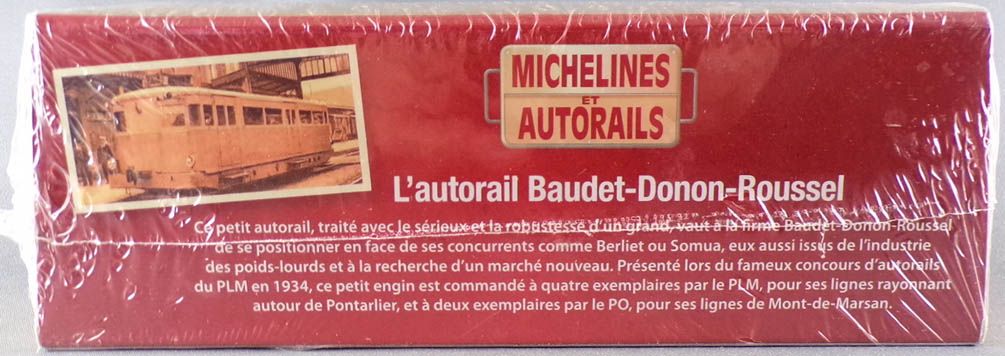 MICHELINES
ET
AUTORAILS
L'autorail Baudet-Donon-Roussel
Ce petit autorail, traité avec le sérieux et la robustesse d'un grand, vaut à la firme Baudet-Donon-Roussel
de se positionner en face de ses concurrents comme Berliet ou Somua, eux aussi issus de l'industrie
des poids-lourds et à la recherche d'un marché nouveau. Présenté lors du fameux concours d'autorails
du PLM en 1934, ce petit engin est commandé à quatre exemplaires par le PLM, pour ses lignes rayonnant
autour de Pontarlier, et à deux exemplaires par le PO, pour ses lignes de Mont-de-Marsan.